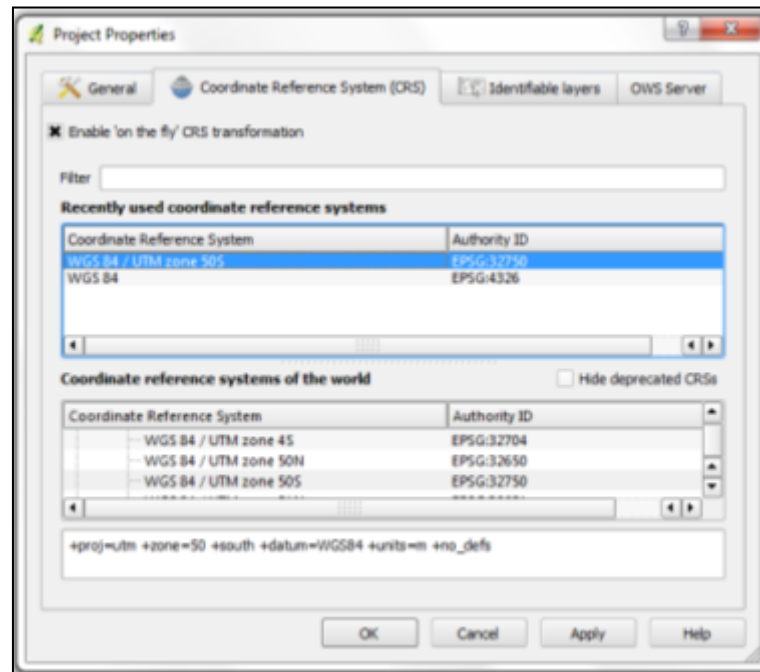 Project Properties
General Coordinate Reference System (CRS) Identifiable layers OWS Server
Enable 'on the fly' CRS transformation
Filter
Recently used coordinate reference systems
Coordinate Reference System Authority ID
WGS 84 / UTM zone 50S EPSG:32750
WGS 84 EPSG:4326
Coordinate reference systems of the world Hide deprecated CRSs
Coordinate Reference System Authority ID
WGS 84 / UTM zone 4S EPSG:32704
WGS 84 / UTM zone 50N EPSG:32650
WGS 84 / UTM zone 50S EPSG:32750
+proj=utm +zone=50 +south +datum=WGS84 +units=m +no_defs
OK Cancel Apply Help